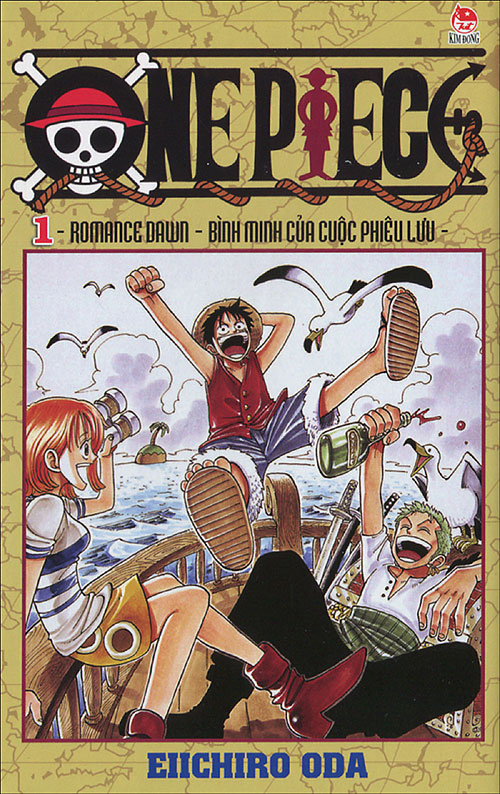 KIM ĐỒNG
ONE PIECE
1 - ROMANCE DAWN - BÌNH MINH CỦA CUỘC PHIÊU LƯU -
EIICHIRO ODA